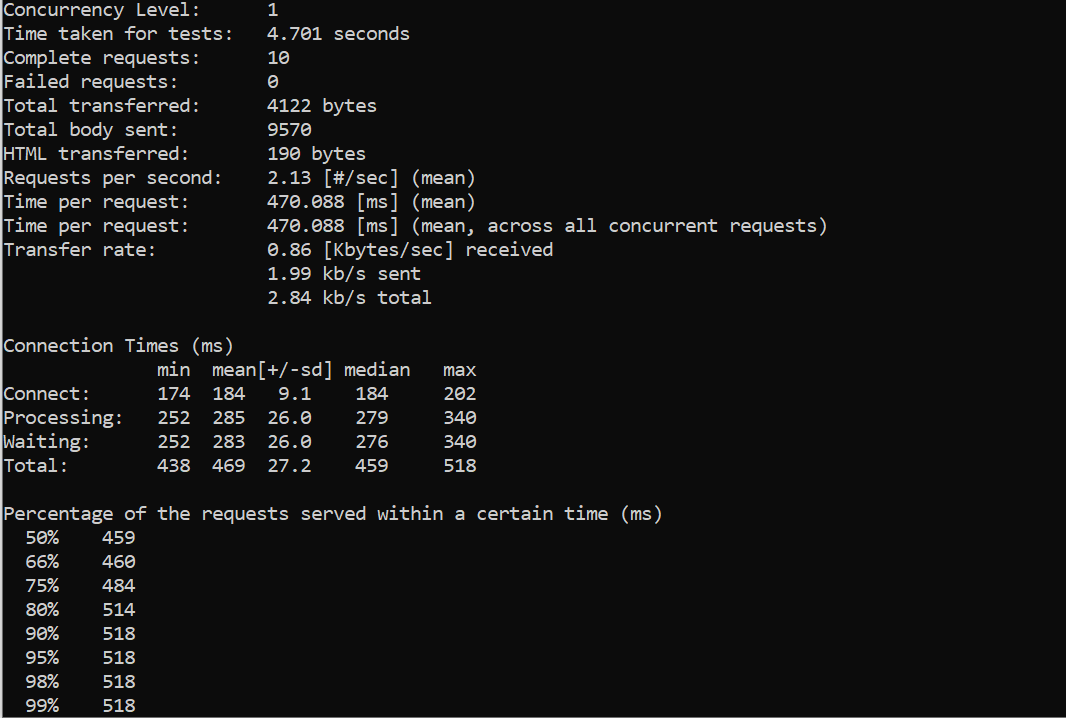 Concurrency Level:      1
Time taken for tests:   4.701 seconds
Complete requests:      10
Failed requests:        0
Total transferred:      4122 bytes
Total body sent:        9570
HTML transferred:       190 bytes
Requests per second:    2.13 [#/sec] (mean)
Time per request:       470.088 [ms] (mean)
Time per request:       470.088 [ms] (mean, across all concurrent requests)
Transfer rate:          0.86 [Kbytes/sec] received
                        1.99 kb/s sent
                        2.84 kb/s total

Connection Times (ms)
              min  mean[+/-sd] median   max
Connect:      174  184   9.1    184     202
Processing:   252  285  26.0    279     340
Waiting:      252  283  26.0    276     340
Total:        438  469  27.2    459     518

Percentage of the requests served within a certain time (ms)
  50%    459
  66%    460
  75%    484
  80%    514
  90%    518
  95%    518
  98%    518
  99%    518